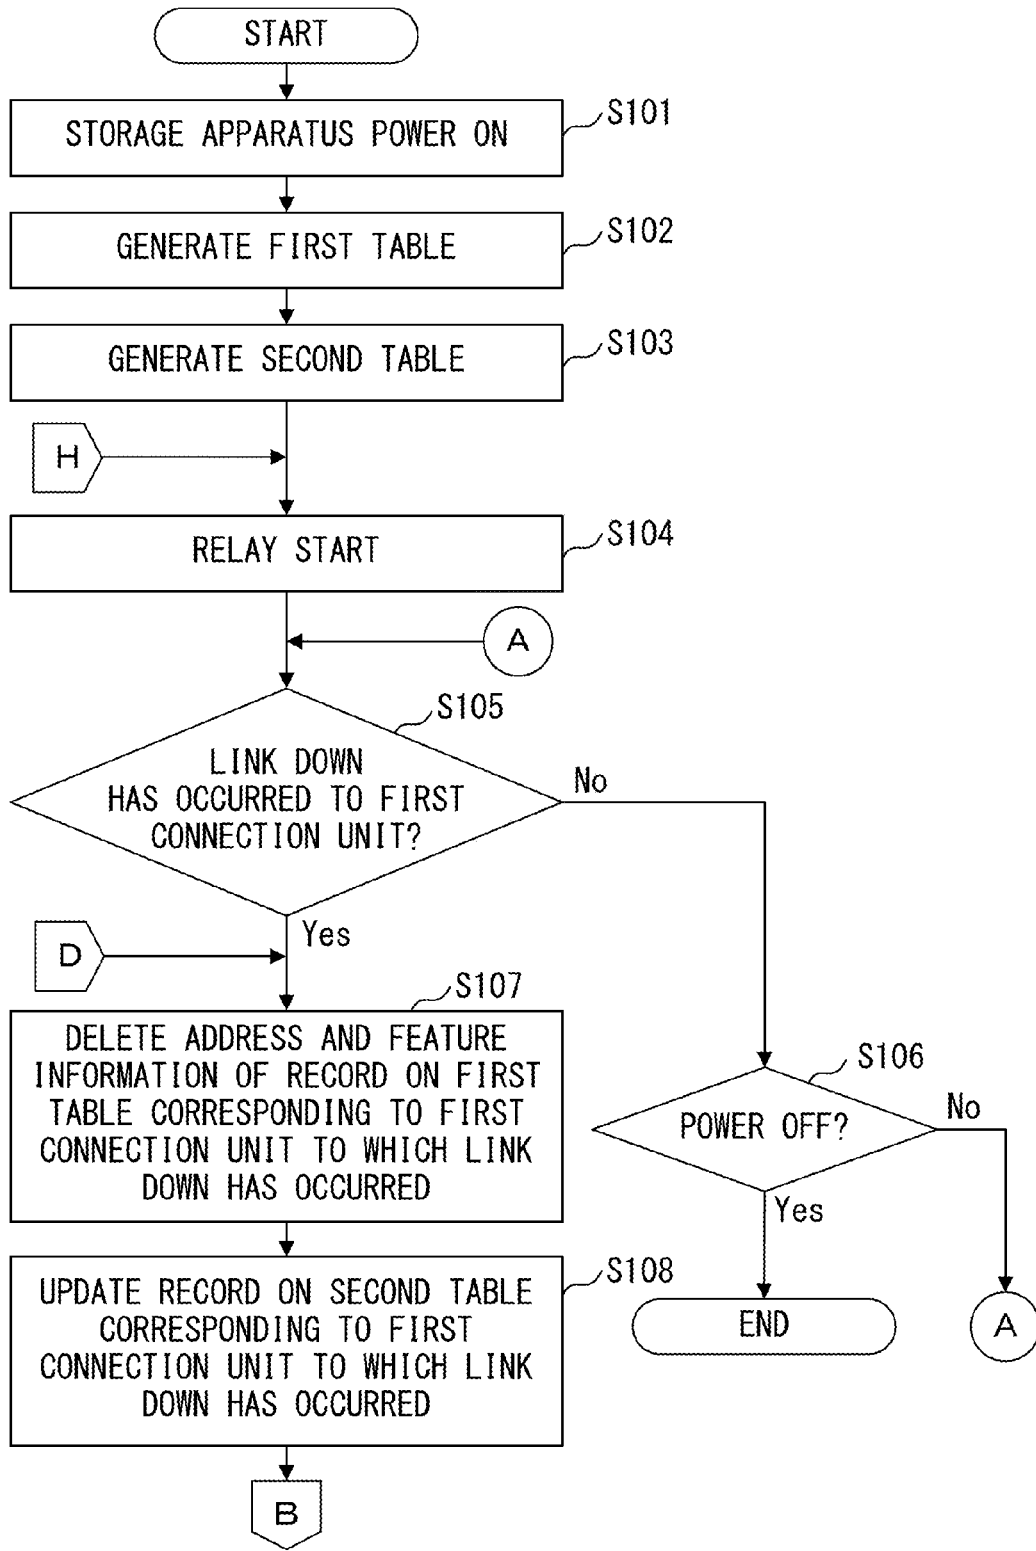 START
STORAGE APPARATUS POWER ON
S101
GENERATE FIRST TABLE
S102
GENERATE SECOND TABLE
S103
H
RELAY START
S104
A
S105
LINK DOWN
HAS OCCURRED TO FIRST
CONNECTION UNIT?
No
Yes
D
S107
DELETE ADDRESS AND FEATURE
INFORMATION OF RECORD ON FIRST
TABLE CORRESPONDING TO FIRST
CONNECTION UNIT TO WHICH LINK
DOWN HAS OCCURRED
S106
POWER OFF?
No
Yes
S108
UPDATE RECORD ON SECOND TABLE
CORRESPONDING TO FIRST
CONNECTION UNIT TO WHICH LINK
DOWN HAS OCCURRED
END
A
B